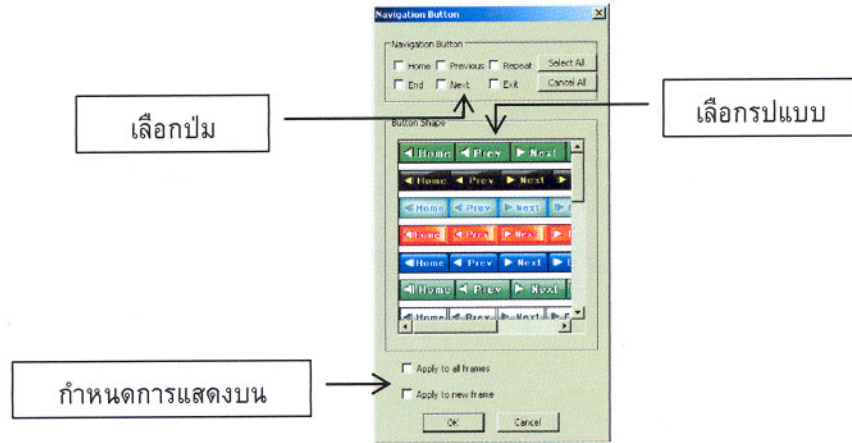 Navigation Button
Navigation Button
Home Previous Repeat Select All
End Next Exit Cancel All
เลือกปุ่ม
เลือกรูปแบบ
Button Shape
Home Prev Next
Home Prev Next
Home Prev Next
Home Prev Next
Home Prev Next
Home Prev Next
Home Prev Next
Apply to all frames
กำหนดการแสดงบน
Apply to new frame
OK Cancel